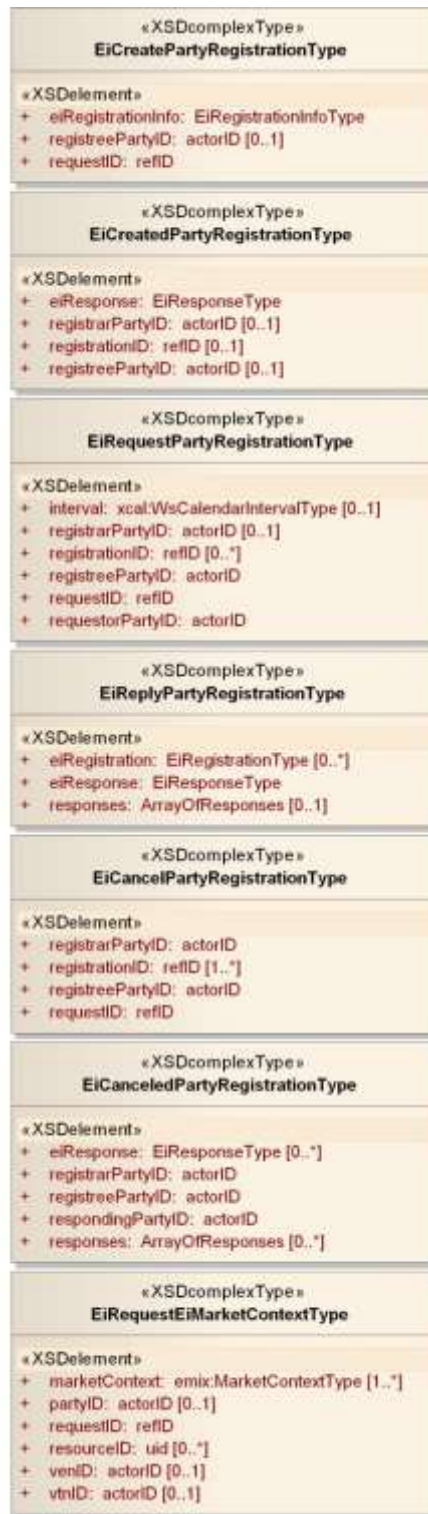 «XSDcomplexType»
EiCreatePartyRegistrationType
«XSDelement»
+ eiRegistrationInfo: EiRegistrationInfoType
+ registreePartyID: actorID [0..1]
+ requestID: refID
«XSDcomplexType»
EiCreatedPartyRegistrationType
«XSDelement»
+ eiResponse: EiResponseType
+ registrarPartyID: actorID [0..1]
+ registrationID: refID [0..1]
+ registreePartyID: actorID [0..1]
«XSDcomplexType»
EiRequestPartyRegistrationType
«XSDelement»
+ interval: xcal:WsCalendarIntervalType [0..1]
+ registrarPartyID: actorID [0..1]
+ registrationID: refID [0..*]
+ registreePartyID: actorID
+ requestID: refID
+ requestorPartyID: actorID
«XSDcomplexType»
EiReplyPartyRegistrationType
«XSDelement»
+ eiRegistration: EiRegistrationType [0..*]
+ eiResponse: EiResponseType
+ responses: ArrayOfResponses [0..1]
«XSDcomplexType»
EiCancelPartyRegistrationType
«XSDelement»
+ registrarPartyID: actorID
+ registrationID: refID [1..*]
+ registreePartyID: actorID
+ requestID: refID
«XSDcomplexType»
EiCanceledPartyRegistrationType
«XSDelement»
+ eiResponse: EiResponseType [0..*]
+ registrarPartyID: actorID
+ registreePartyID: actorID
+ respondingPartyID: actorID
+ responses: ArrayOfResponses [0..*]
«XSDcomplexType»
EiRequestEiMarketContextType
«XSDelement»
+ marketContext: emix:MarketContextType [1..*]
+ partyID: actorID [0..1]
+ requestID: refID
+ resourceID: uid [0..*]
+ venID: actorID [0..1]
+ vtnID: actorID [0..1]